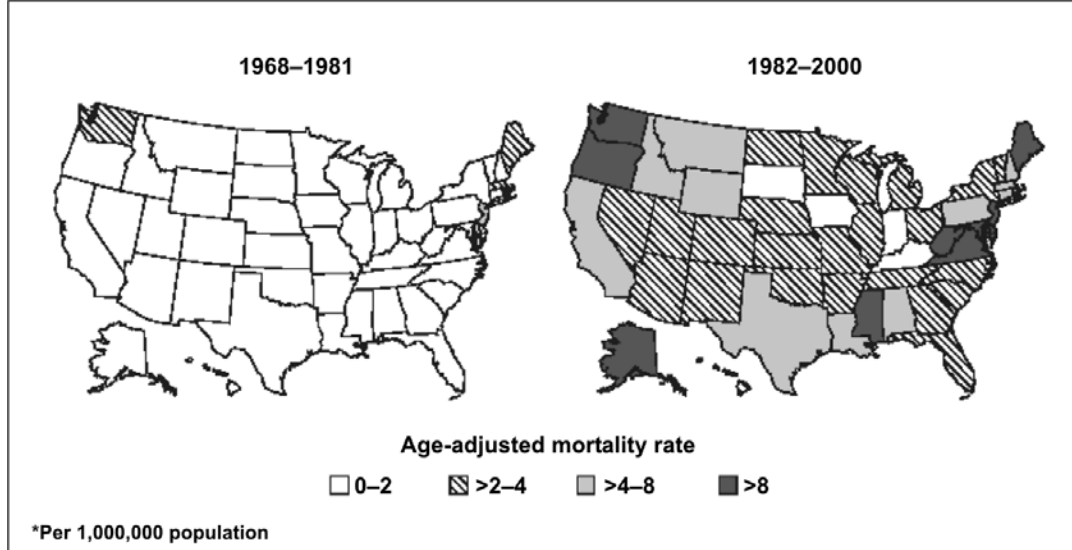 1968–1981 1982–2000
Age-adjusted mortality rate
0–2 >2–4 >4–8 >8
*Per 1,000,000 population